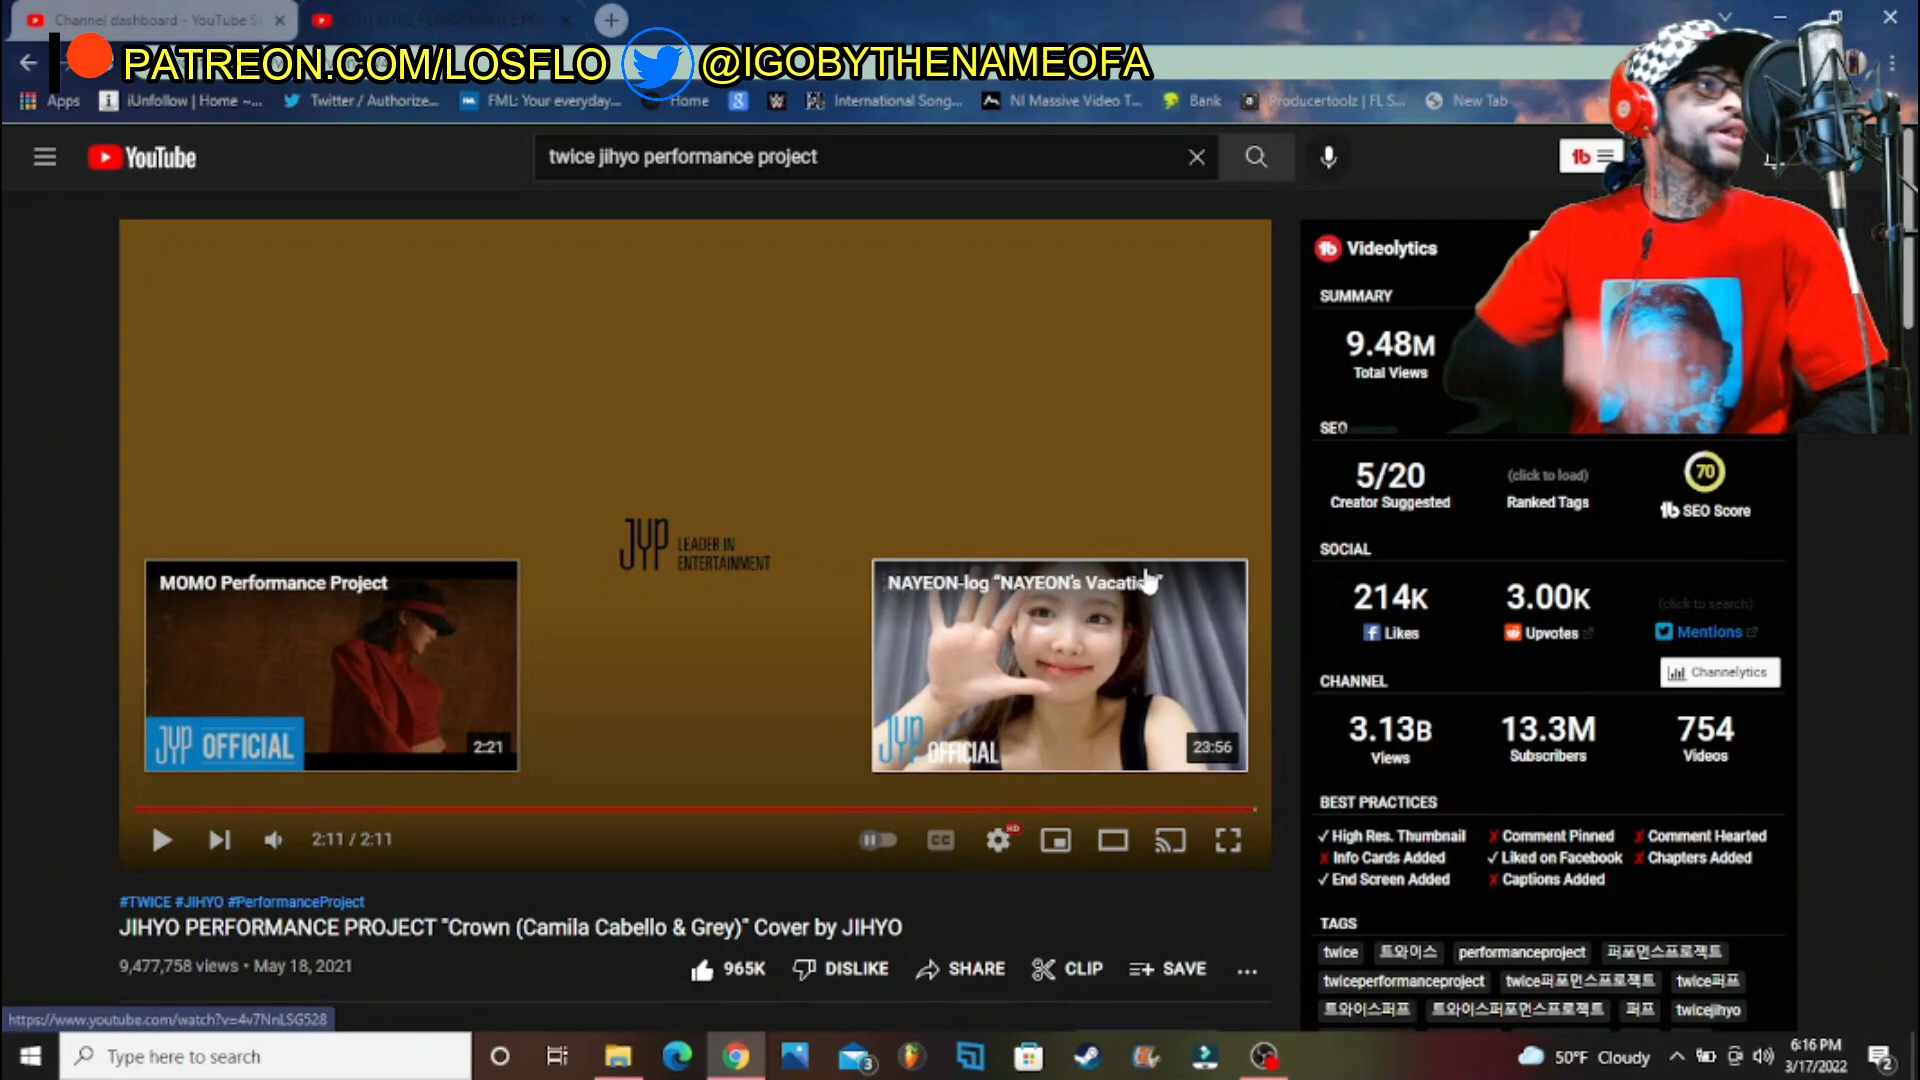 Channel dashboard - YouTube S
PATREON.COM/LOSFLO @IGOBYTHENAMEOFA
Apps iUnfollow | Home ~... Twitter / Authorize... FML: Your everyday... Home International Song... NI Massive Video T... Bank Producertoolz | FL S... New Tab
YouTube
twice jihyo performance project
Videolytics
SUMMARY
9.48M
Total Views
SEO
5/20
Creator Suggested
(click to load)
Ranked Tags
70
SEO Score
SOCIAL
214K
Likes
3.00K
Upvotes
(click to search)
Mentions
CHANNEL
Channelytics
3.13B
Views
13.3M
Subscribers
754
Videos
BEST PRACTICES
✓ High Res. Thumbnail ✗ Comment Pinned ✗ Comment Hearted
✗ Info Cards Added ✓ Liked on Facebook ✗ Chapters Added
✓ End Screen Added ✗ Captions Added
TAGS
twice 트와이스 performanceproject 퍼포먼스프로젝트
twiceperformanceproject twice퍼포먼스프로젝트 twice퍼프
트와이스퍼프 트와이스퍼포먼스프로젝트 퍼프 twicejihyo
JYP LEADER IN
ENTERTAINMENT
MOMO Performance Project
JYP OFFICIAL
2:21
NAYEON-log "NAYEON's Vacation"
JYP OFFICIAL
23:56
2:11 / 2:11
CC
HD
#TWICE #JIHYO #PerformanceProject
JIHYO PERFORMANCE PROJECT "Crown (Camila Cabello & Grey)" Cover by JIHYO
9,477,758 views • May 18, 2021
965K DISLIKE SHARE CLIP SAVE ...
https://www.youtube.com/watch?v=4v7NnLSG528
Type here to search
3
50°F Cloudy
6:16 PM
3/17/2022
2